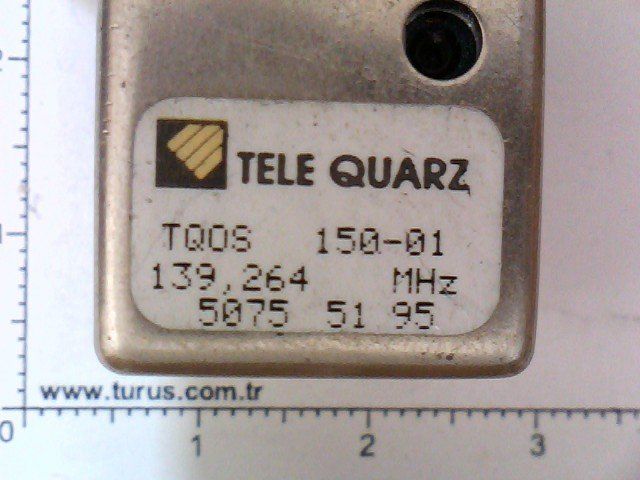 TELE QUARZ
TQOS 150-01
139,264 MHz
5075 51 95
www.turus.com.tr
0 1 2 3